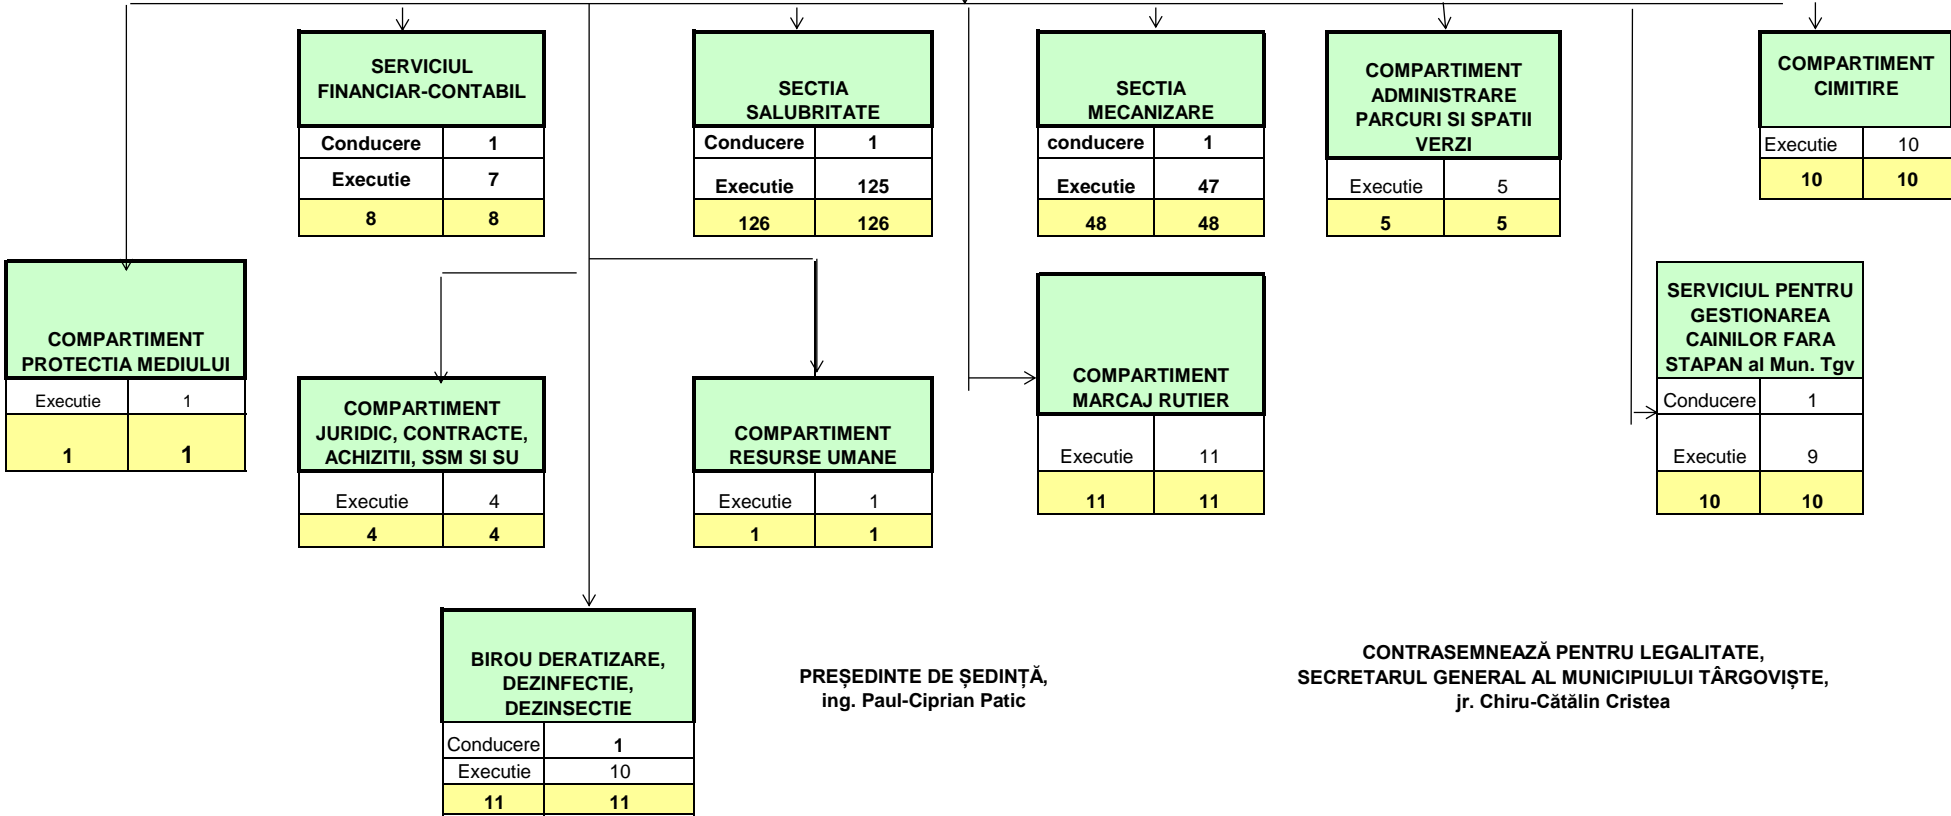 SERVICIUL
FINANCIAR-CONTABIL
Conducere 1
Executie 7
8 8
SECTIA
SALUBRITATE
Conducere 1
Executie 125
126 126
SECTIA
MECANIZARE
conducere 1
Executie 47
48 48
COMPARTIMENT
ADMINISTRARE
PARCURI SI SPATII
VERZI
Executie 5
5 5
COMPARTIMENT
CIMITIRE
Executie 10
10 10
COMPARTIMENT
PROTECTIA MEDIULUI
Executie 1
1 1
COMPARTIMENT
JURIDIC, CONTRACTE,
ACHIZITII, SSM SI SU
Executie 4
4 4
COMPARTIMENT
RESURSE UMANE
Executie 1
1 1
COMPARTIMENT
MARCAJ RUTIER
Executie 11
11 11
SERVICIUL PENTRU
GESTIONAREA
CAINILOR FARA
STAPAN al Mun. Tgv
Conducere 1
Executie 9
10 10
BIROU DERATIZARE,
DEZINFECTIE,
DEZINSECTIE
Conducere 1
Executie 10
11 11
PREȘEDINTE DE ȘEDINȚĂ,
ing. Paul-Ciprian Patic
CONTRASEMNEAZĂ PENTRU LEGALITATE,
SECRETARUL GENERAL AL MUNICIPIULUI TÂRGOVIȘTE,
jr. Chiru-Cătălin Cristea